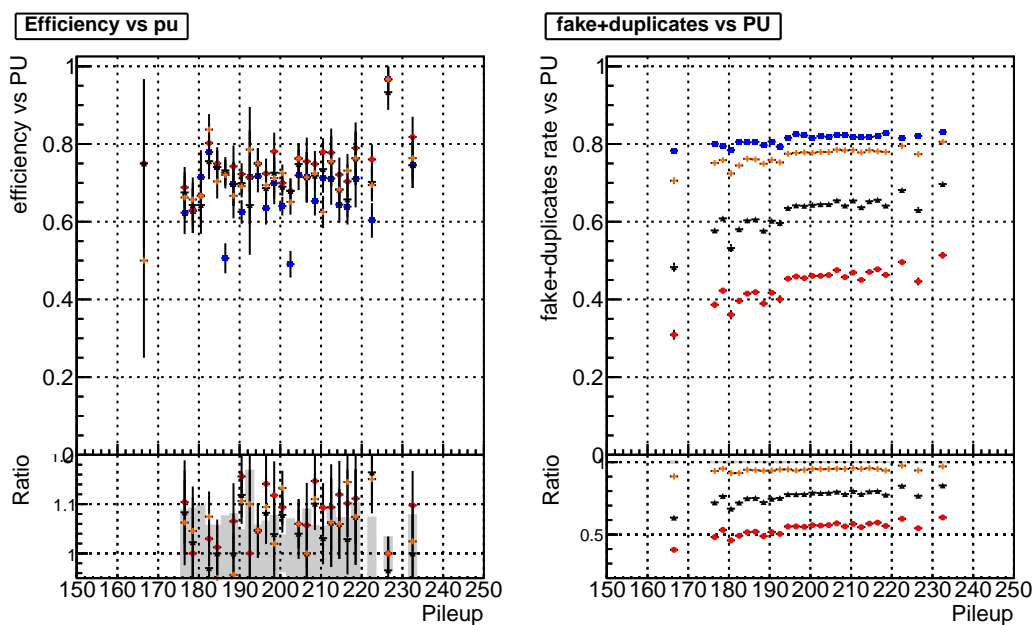 Efficiency vs pu
fake+duplicates vs PU
efficiency vs PU
1
0.8
0.6
0.4
0.2
0
Ratio
1.1
1
150 160 170 180 190 200 210 220 230 240 250
Pileup
fake+duplicates rate vs PU
1
0.8
0.6
0.4
0.2
0
Ratio
0.5
150 160 170 180 190 200 210 220 230 240 250
Pileup